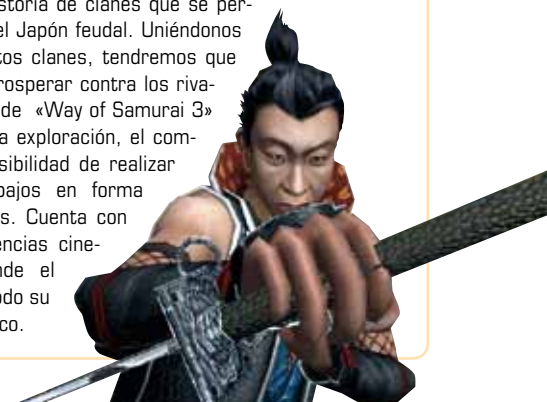 storia de clanes que se per-
el Japón feudal. Uniéndonos
tos clanes, tendremos que
rosperar contra los riva-
de «Way of Samurai 3»
a exploración, el com-
sibilidad de realizar
bajos en forma
s. Cuenta con
encias cine-
nde el
odo su
co.